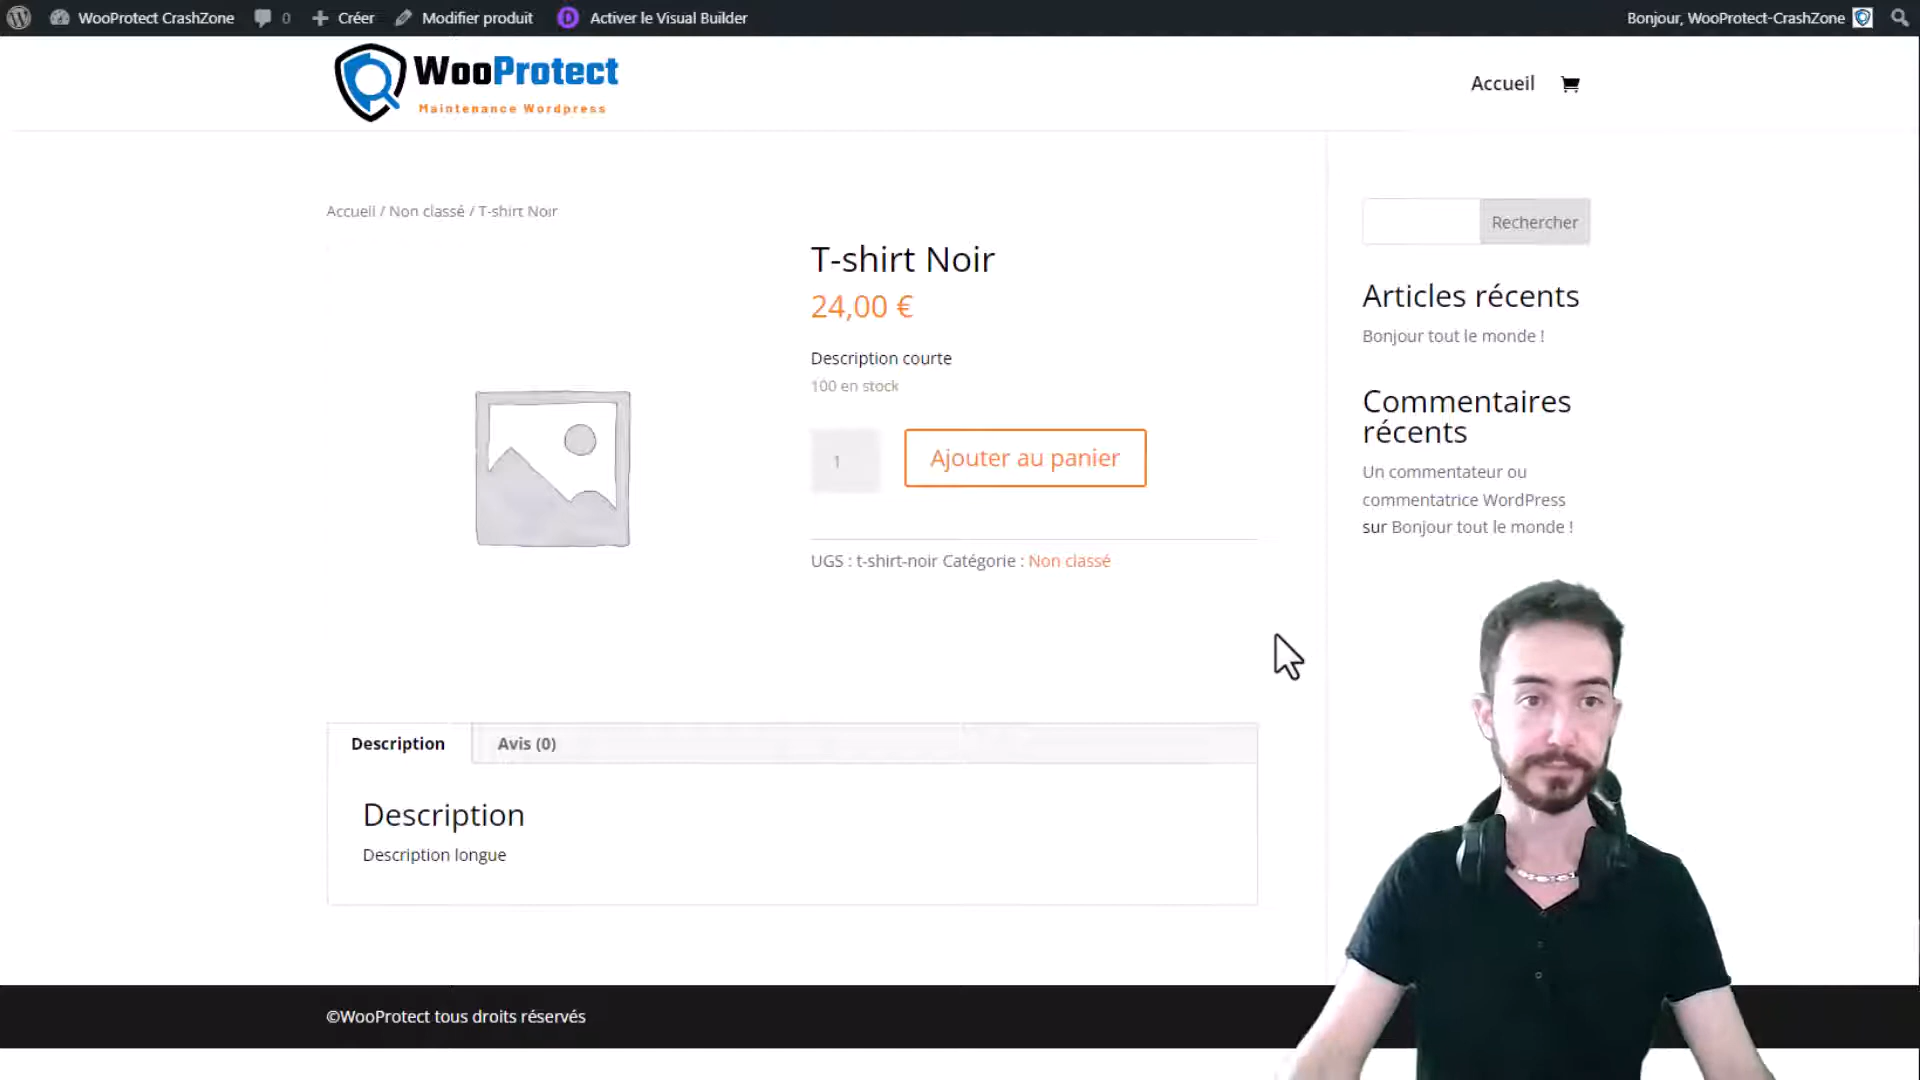 WooProtect CrashZone 0 Créer Modifier produit Activer le Visual Builder Bonjour, WooProtect-CrashZone
WooProtect
Maintenance Wordpress
Accueil
Accueil / Non classé / T-shirt Noir
T-shirt Noir
24,00 €
Description courte
100 en stock
1
Ajouter au panier
UGS : t-shirt-noir Catégorie : Non classé
Rechercher
Articles récents
Bonjour tout le monde !
Commentaires
récents
Un commentateur ou
commentatrice WordPress
sur Bonjour tout le monde !
Description Avis (0)
Description
Description longue
©WooProtect tous droits réservés